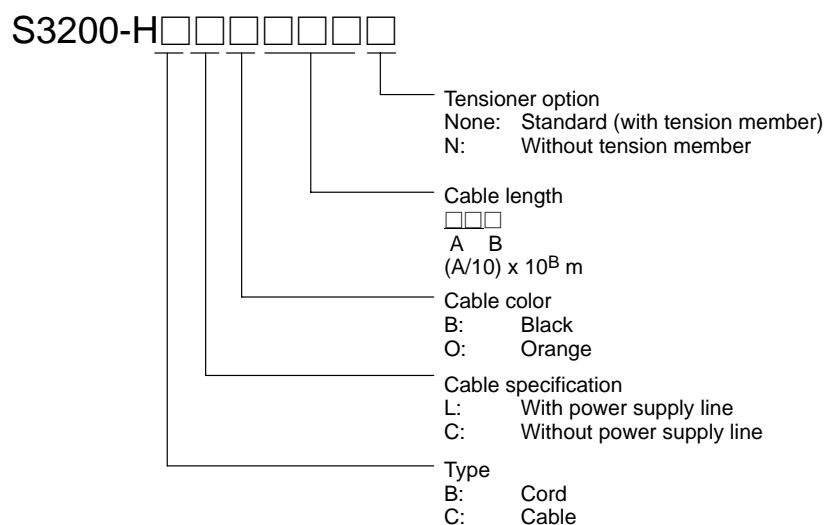 S3200-H□□□□□□□
Tensioner option
None: Standard (with tension member)
N: Without tension member
Cable length
□□□
A B
(A/10) x 10ᴮ m
Cable color
B: Black
O: Orange
Cable specification
L: With power supply line
C: Without power supply line
Type
B: Cord
C: Cable